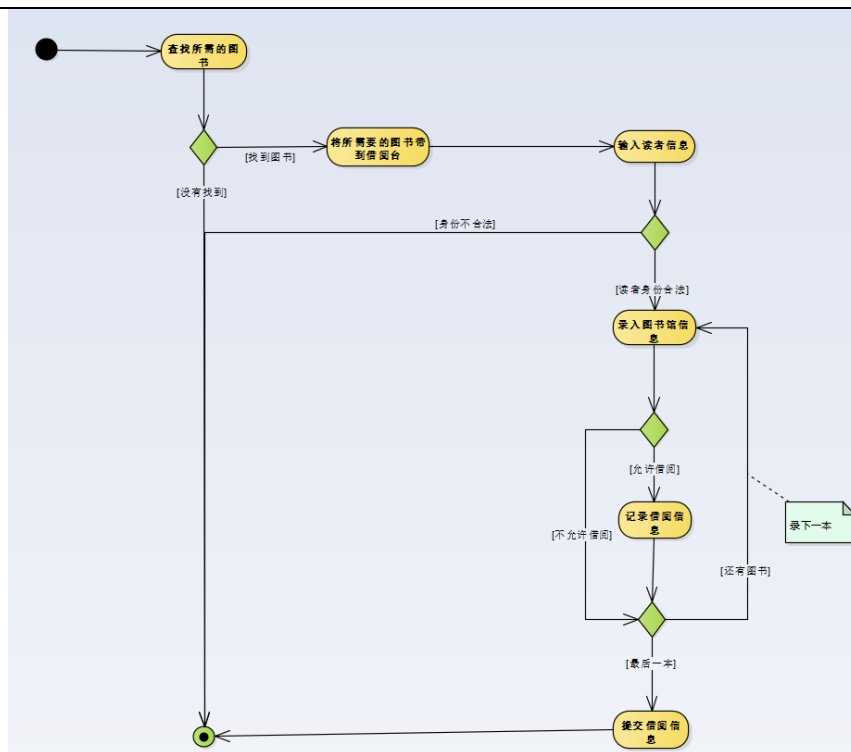 查找所需的图
书
[找到图书]
将所需要的图书带
到借阅台
输入读者信息
[没有找到]
[身份不合法]
[读者身份合法]
录入图书馆信
息
[允许借阅]
记录借阅信
息
[不允许借阅]
录下一本
[还有图书]
[最后一本]
提交借阅信
息